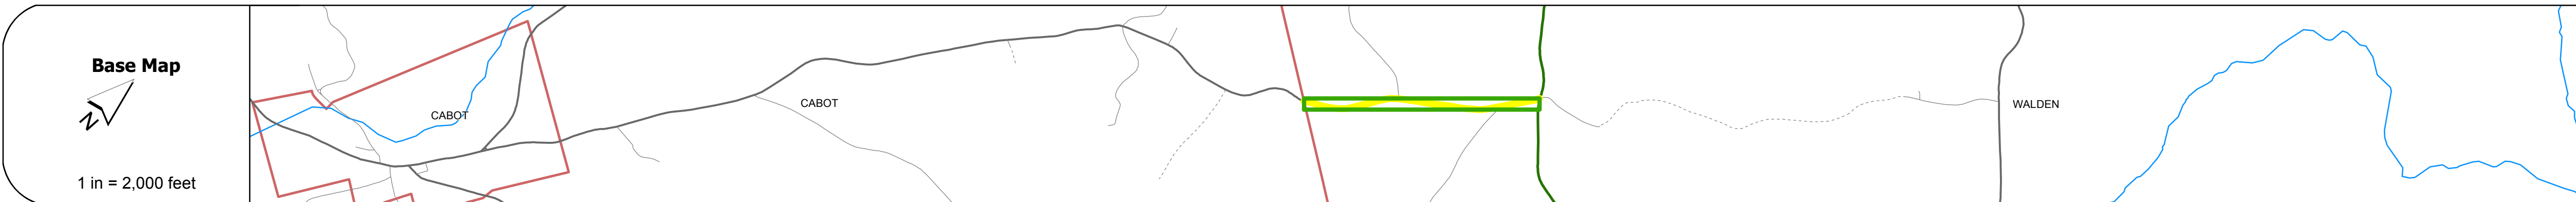 Base Map
N
1 in = 2,000 feet
CABOT
CABOT
WALDEN